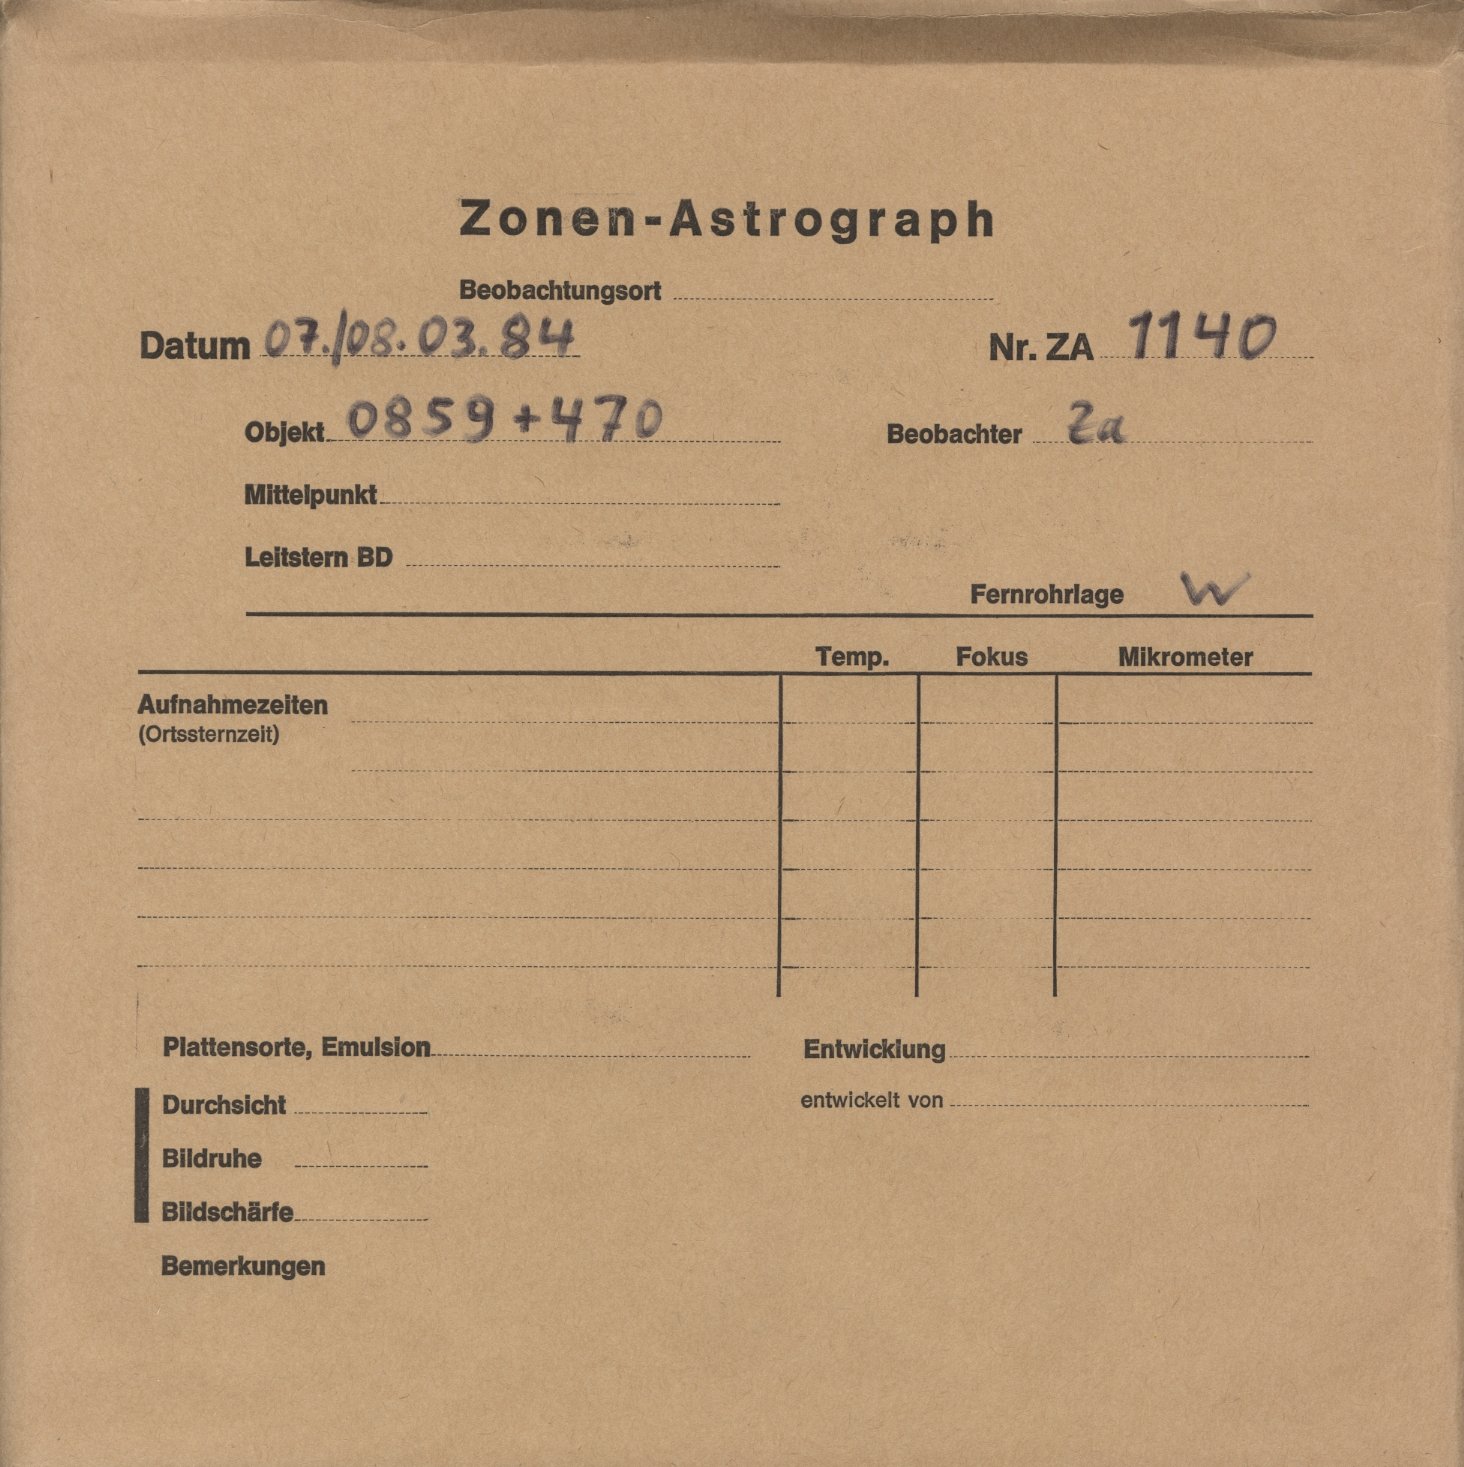 Zonen-Astrograph
Beobachtungsort
Datum 07./08.03.84 Nr. ZA 1140
Objekt 0859+470 Beobachter Za
Mittelpunkt
Leitstern BD
Fernrohrlage W
Temp. Fokus Mikrometer
Aufnahmezeiten
(Ortssternzeit)
Plattensorte, Emulsion Entwicklung
Durchsicht entwickelt von
Bildruhe
Bildschärfe
Bemerkungen